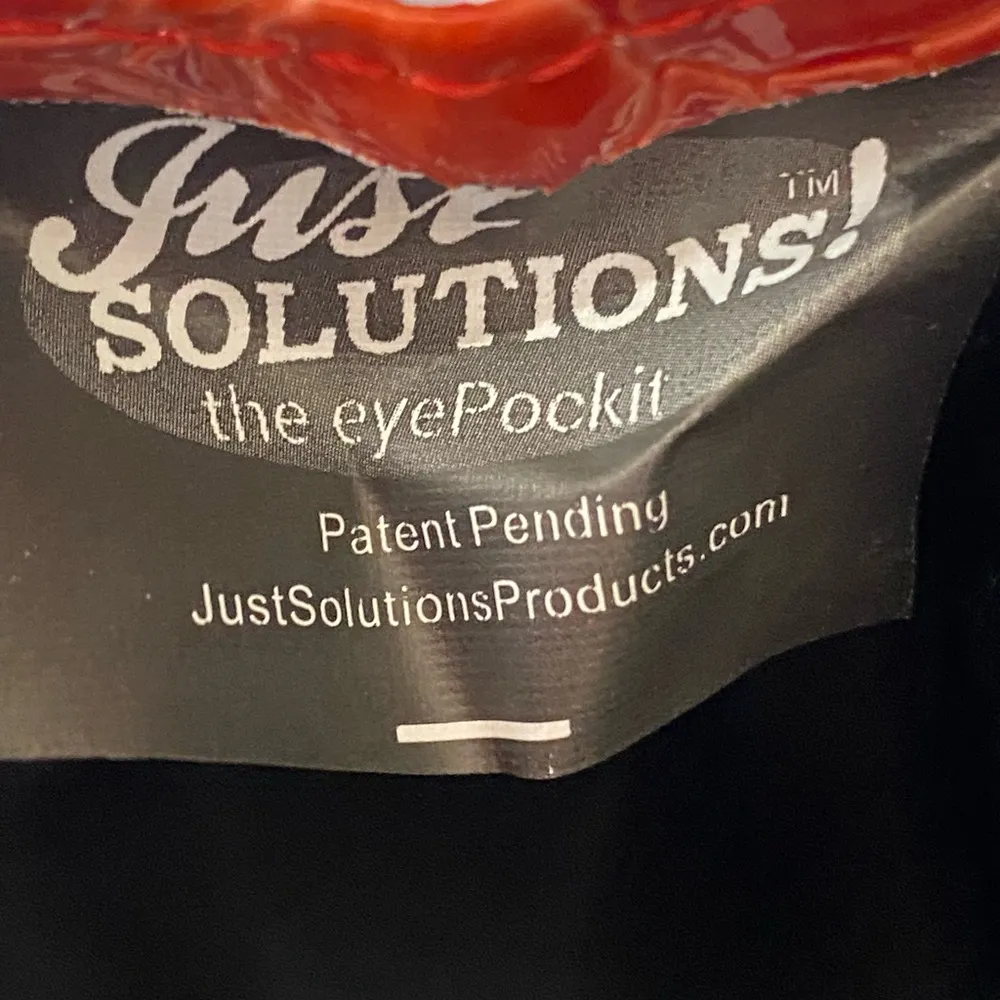 Just
SOLUTIONS!™
the eyePockit
Patent Pending
JustSolutionsProducts.com